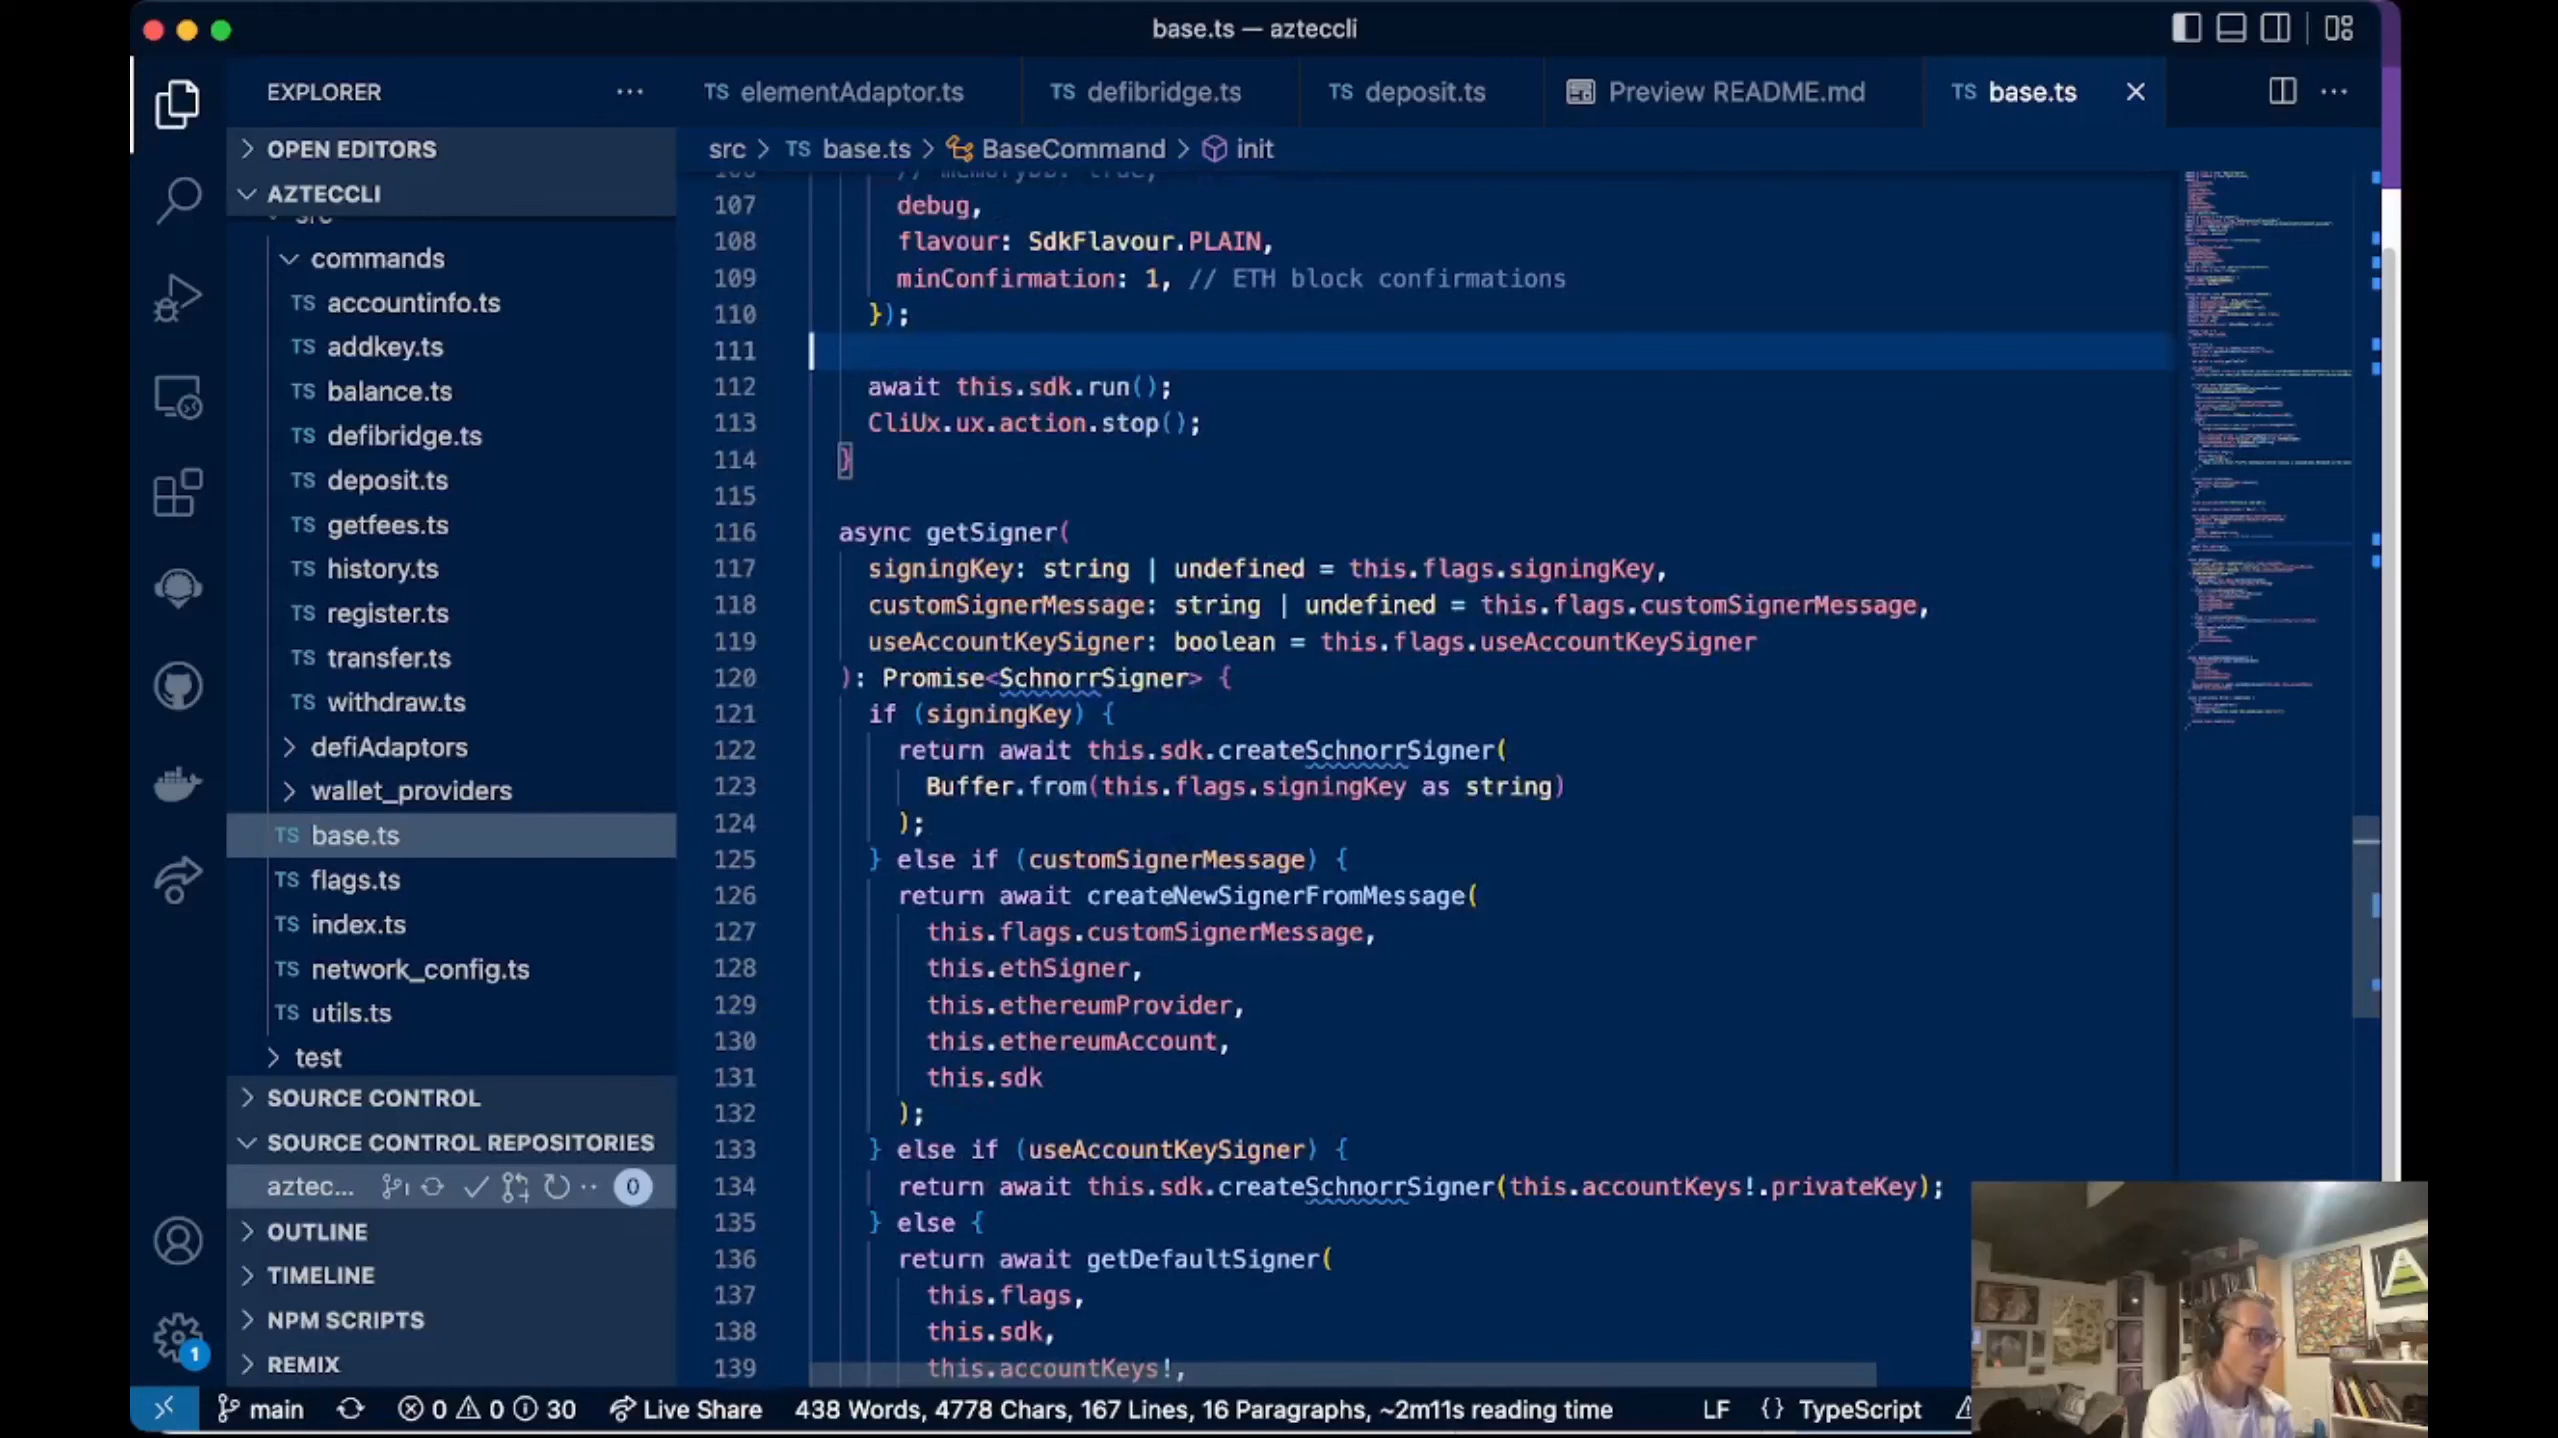 base.ts — azteccli
EXPLORER
TS elementAdaptor.ts
TS defibridge.ts
TS deposit.ts
Preview README.md
TS base.ts
OPEN EDITORS
AZTECCLI
src
commands
TS accountinfo.ts
TS addkey.ts
TS balance.ts
TS defibridge.ts
TS deposit.ts
TS getfees.ts
TS history.ts
TS register.ts
TS transfer.ts
TS withdraw.ts
defiAdaptors
wallet_providers
TS base.ts
TS flags.ts
TS index.ts
TS network_config.ts
TS utils.ts
test
SOURCE CONTROL
SOURCE CONTROL REPOSITORIES
aztec... 0
OUTLINE
TIMELINE
NPM SCRIPTS
REMIX
1
src > TS base.ts > BaseCommand > init
106 // memoryDB: true,
107 debug,
108 flavour: SdkFlavour.PLAIN,
109 minConfirmation: 1, // ETH block confirmations
110 });
111
112 await this.sdk.run();
113 CliUx.ux.action.stop();
114 }
115
116 async getSigner(
117 signingKey: string | undefined = this.flags.signingKey,
118 customSignerMessage: string | undefined = this.flags.customSignerMessage,
119 useAccountKeySigner: boolean = this.flags.useAccountKeySigner
120 ): Promise<SchnorrSigner> {
121 if (signingKey) {
122 return await this.sdk.createSchnorrSigner(
123 Buffer.from(this.flags.signingKey as string)
124 );
125 } else if (customSignerMessage) {
126 return await createNewSignerFromMessage(
127 this.flags.customSignerMessage,
128 this.ethSigner,
129 this.ethereumProvider,
130 this.ethereumAccount,
131 this.sdk
132 );
133 } else if (useAccountKeySigner) {
134 return await this.sdk.createSchnorrSigner(this.accountKeys!.privateKey);
135 } else {
136 return await getDefaultSigner(
137 this.flags,
138 this.sdk,
139 this.accountKeys!,
main 0 0 30 Live Share 438 Words, 4778 Chars, 167 Lines, 16 Paragraphs, ~2m11s reading time LF {} TypeScript